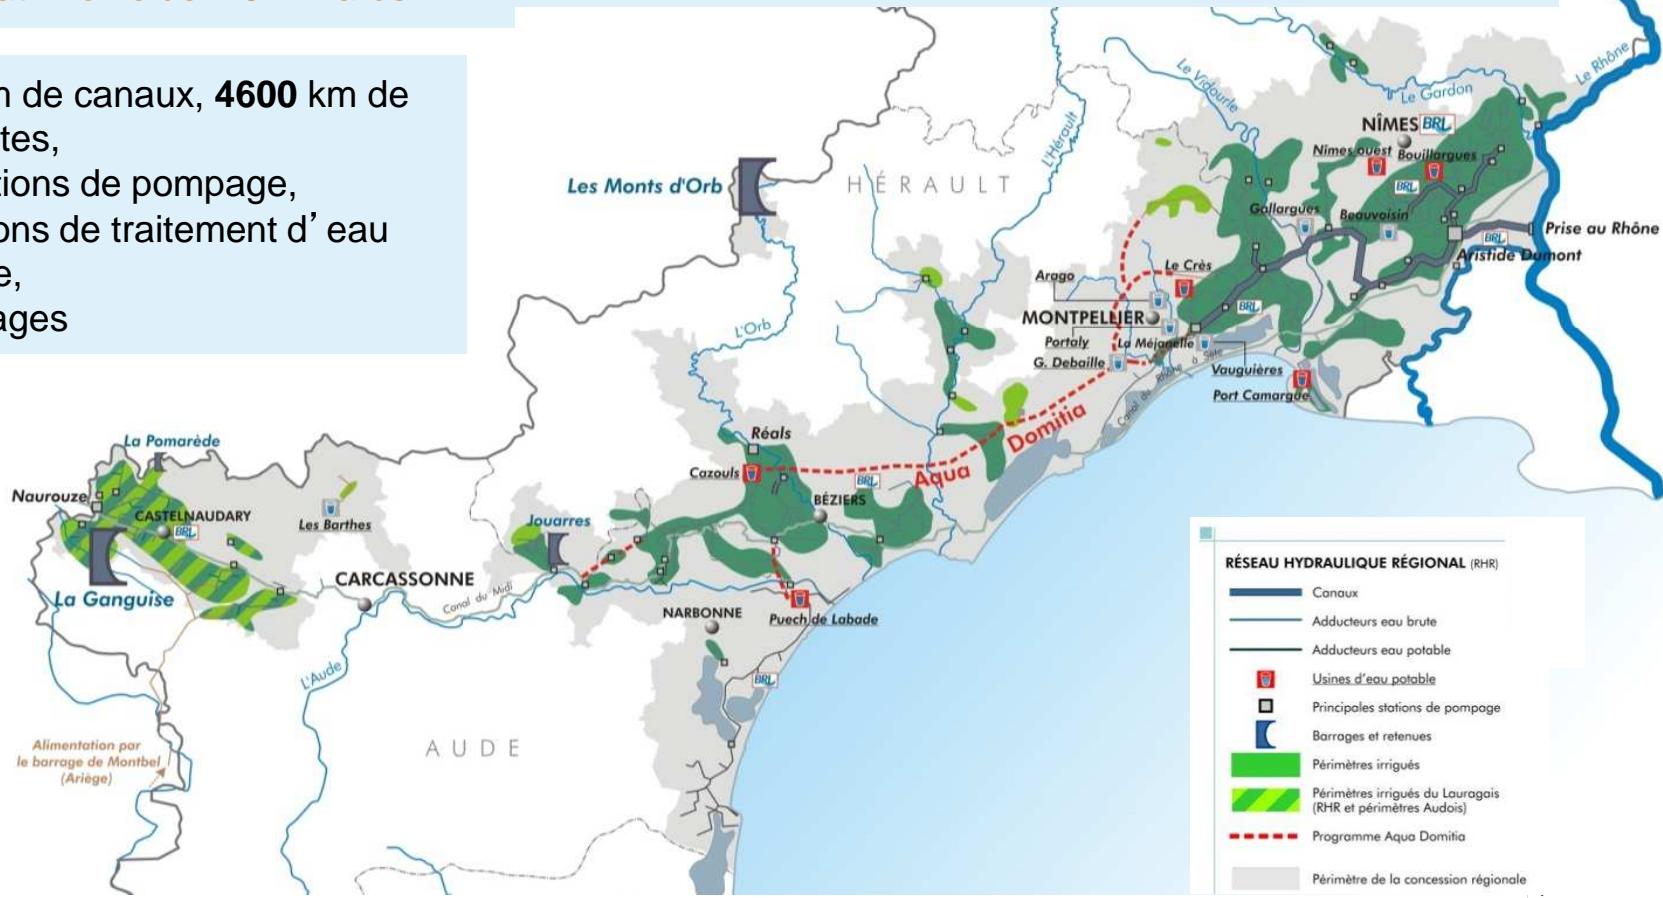 n de canaux, 4600 km de
tes,
tions de pompage,
ons de traitement d’ eau
e,
ages
Le Rhône
Le Vidourle
Le Gardon
NÎMES BRL
Nîmes ouest
Bouillargues
BRL
L'Hérault
Les Monts d'Orb
HÉRAULT
Gallargues
Beauvoisin
Prise au Rhône
BRL
Aristide Dumont
Le Crès
Arago
BRL
MONTPELLIER
L'Orb
Portaly
La Méjanelle
G. Debaille
Canal du Rhône à Sète
Vauguières
Port Camargue
Domitia
Aqua
Réals
Cazouls
BRL
BÉZIERS
La Pomarède
Naurouze
CASTELNAUDARY
BRL
Les Barthes
Jouarres
CARCASSONNE
La Ganguise
Canal du Midi
NARBONNE
Puech de Labade
L'Aude
BRL
AUDE
Alimentation par
le barrage de Montbel
(Ariège)
RÉSEAU HYDRAULIQUE RÉGIONAL (RHR)
Canaux
Adducteurs eau brute
Adducteurs eau potable
Usines d'eau potable
Principales stations de pompage
Barrages et retenues
Périmètres irrigués
Périmètres irrigués du Lauragais
(RHR et périmètres Audois)
Programme Aqua Domitia
Périmètre de la concession régionale